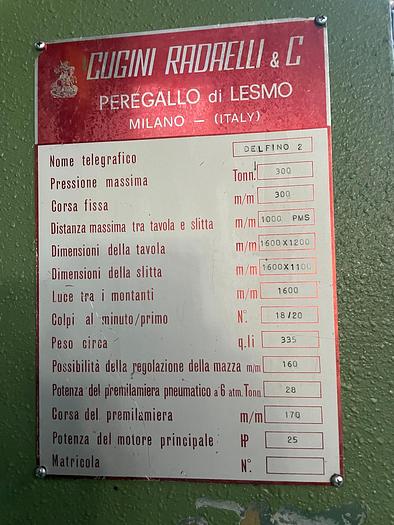 CUGINI RADAELLI & C
PEREGALLO di LESMO
MILANO – (ITALY)
Nome telegrafico DELFINO 2
Pressione massima Tonn. 300
Corsa fissa m/m 300
Distanza massima tra tavola e slitta m/m 1000 PMS
Dimensioni della tavola m/m 1600X1200
Dimensioni della slitta m/m 1600X1100
Luce tra i montanti m/m 1600
Colpi al minuto/primo N.° 18/20
Peso circa q.li 335
Possibilità della regolazione della mazza m/m 160
Potenza del premilamiera pneumatico a 6 atm. Tonn. 28
Corsa del premilamiera m/m 170
Potenza del motore principale HP 25
Matricola N.°